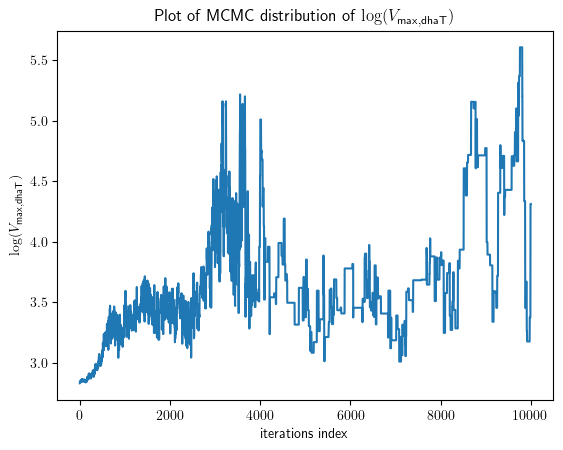 Plot of MCMC distribution of log(V_max,dhaT)
log(V_max,dhaT)
5.5
5.0
4.5
4.0
3.5
3.0
0 2000 4000 6000 8000 10000
iterations index